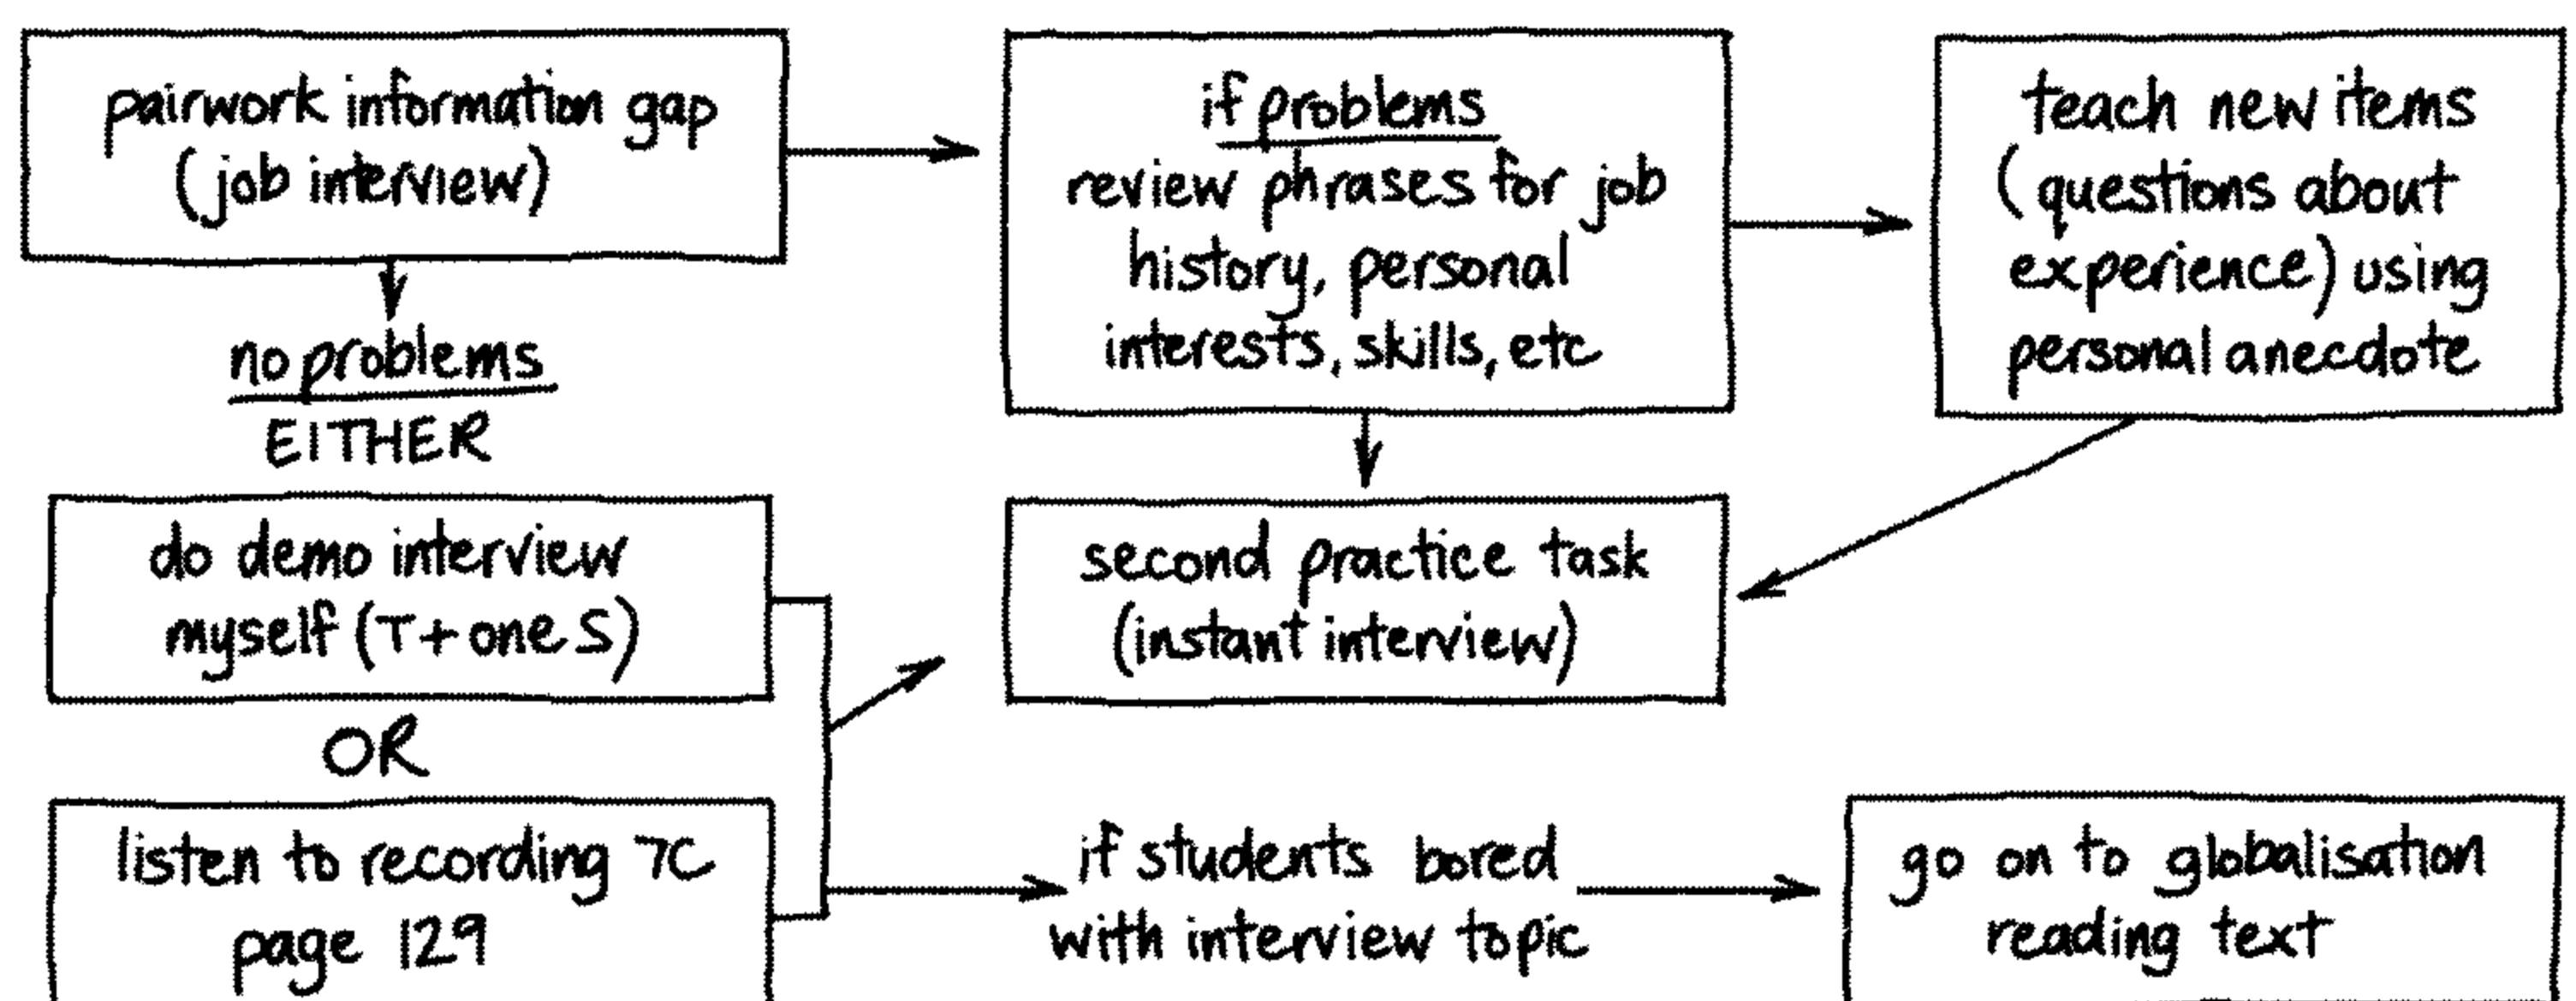 pairwork information gap
(job interview)
if problems
review phrases for job
history, personal
interests, skills, etc
teach new items
(questions about
experience) using
personal anecdote
no problems
EITHER
do demo interview
myself (T+one S)
second practice task
(instant interview)
OR
listen to recording 7C
page 129
if students bored
with interview topic
go on to globalisation
reading text